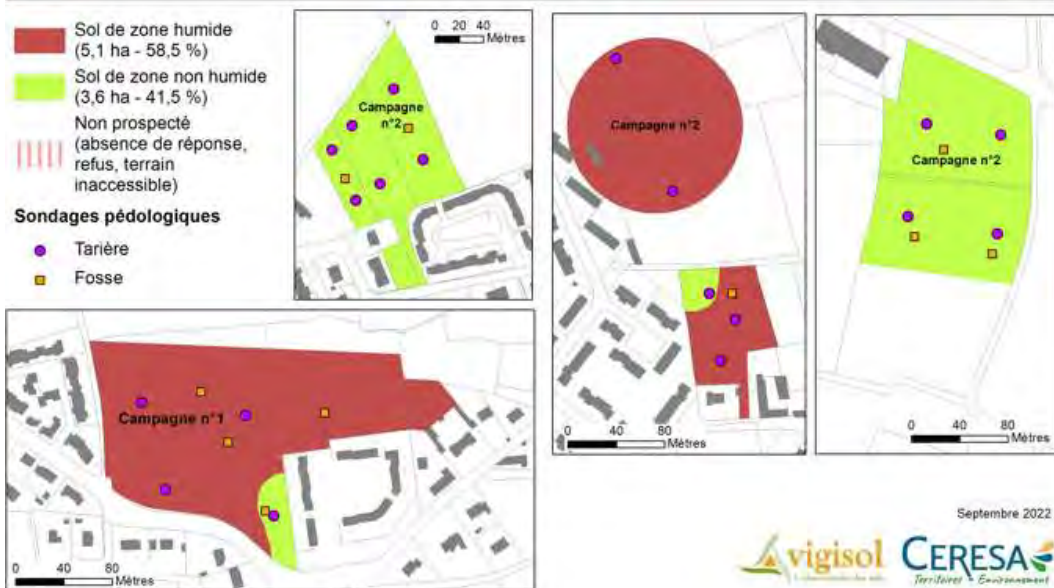 Sol de zone humide
(5,1 ha - 58,5 %)
Sol de zone non humide
(3,6 ha - 41,5 %)
Non prospecté
(absence de réponse,
refus, terrain
inaccessible)
Sondages pédologiques
Tarière
Fosse
0 20 40
Mètres
Campagne
n°2
Campagne n°2
0 40 80
Mètres
Campagne n°2
0 40 80
Mètres
Campagne n°1
0 40 80
Mètres
Septembre 2022
vigisol
CERESA
Territoires & Environnement